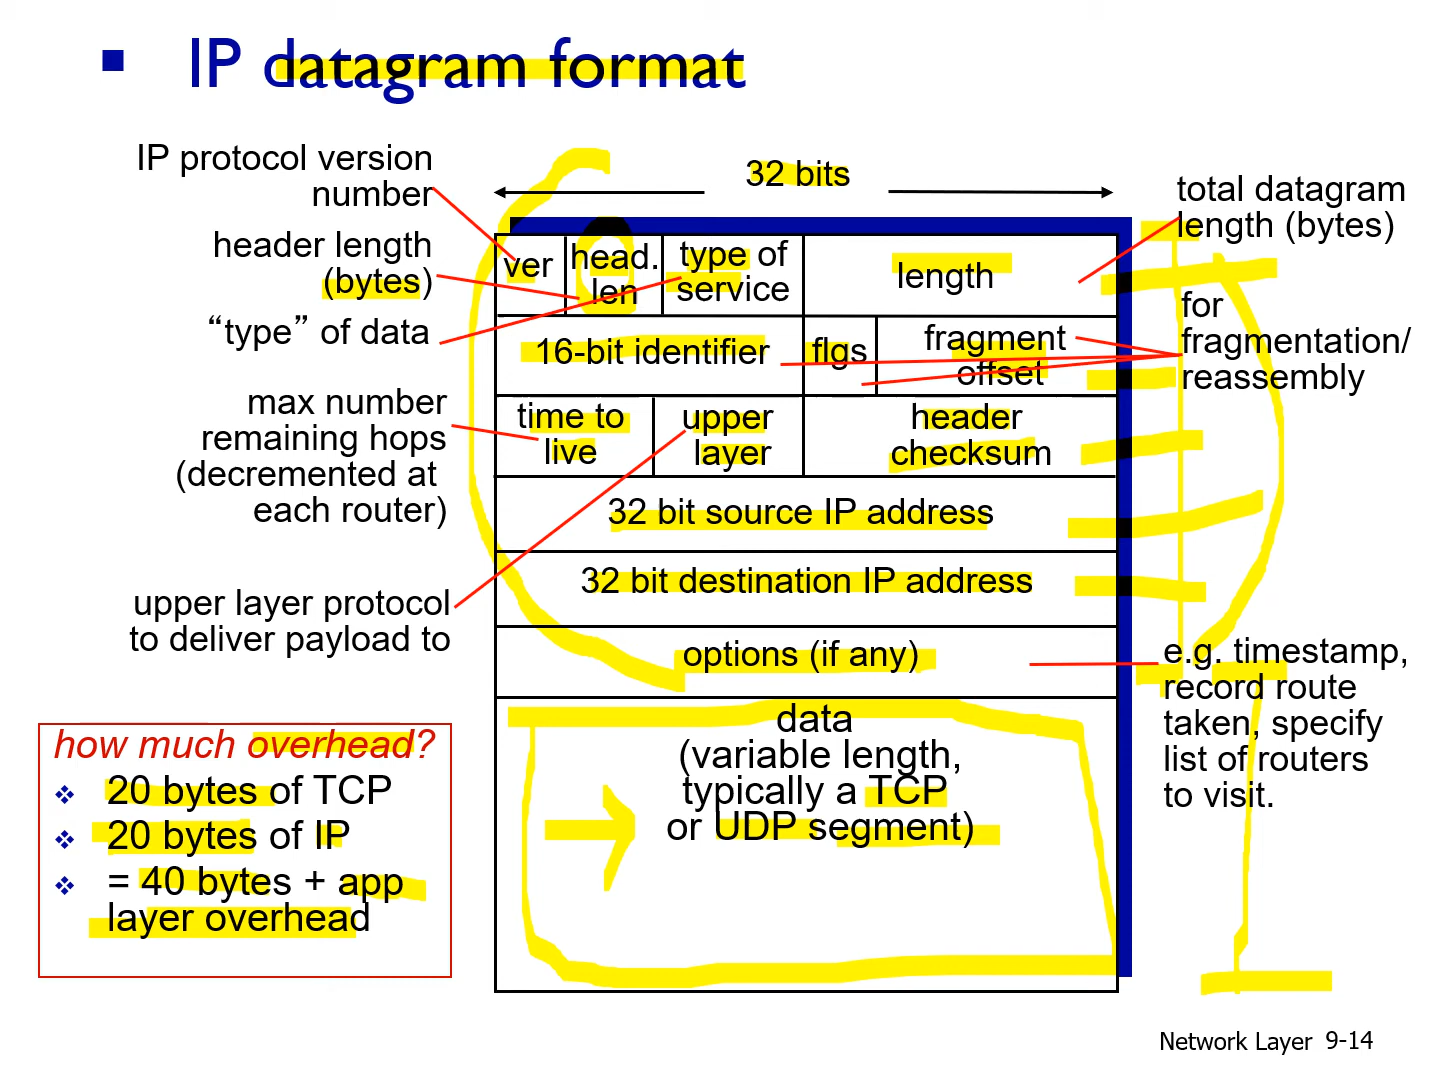 ▪ IP datagram format
IP protocol version
number
header length
(bytes)
“type” of data
max number
remaining hops
(decremented at
each router)
upper layer protocol
to deliver payload to
32 bits
ver
head.
len
type of
service
length
16-bit identifier
flgs
fragment
offset
time to
live
upper
layer
header
checksum
32 bit source IP address
32 bit destination IP address
options (if any)
data
(variable length,
typically a TCP
or UDP segment)
total datagram
length (bytes)
for
fragmentation/
reassembly
e.g. timestamp,
record route
taken, specify
list of routers
to visit.
how much overhead?
❖ 20 bytes of TCP
❖ 20 bytes of IP
❖ = 40 bytes + app
layer overhead
Network Layer 9-14